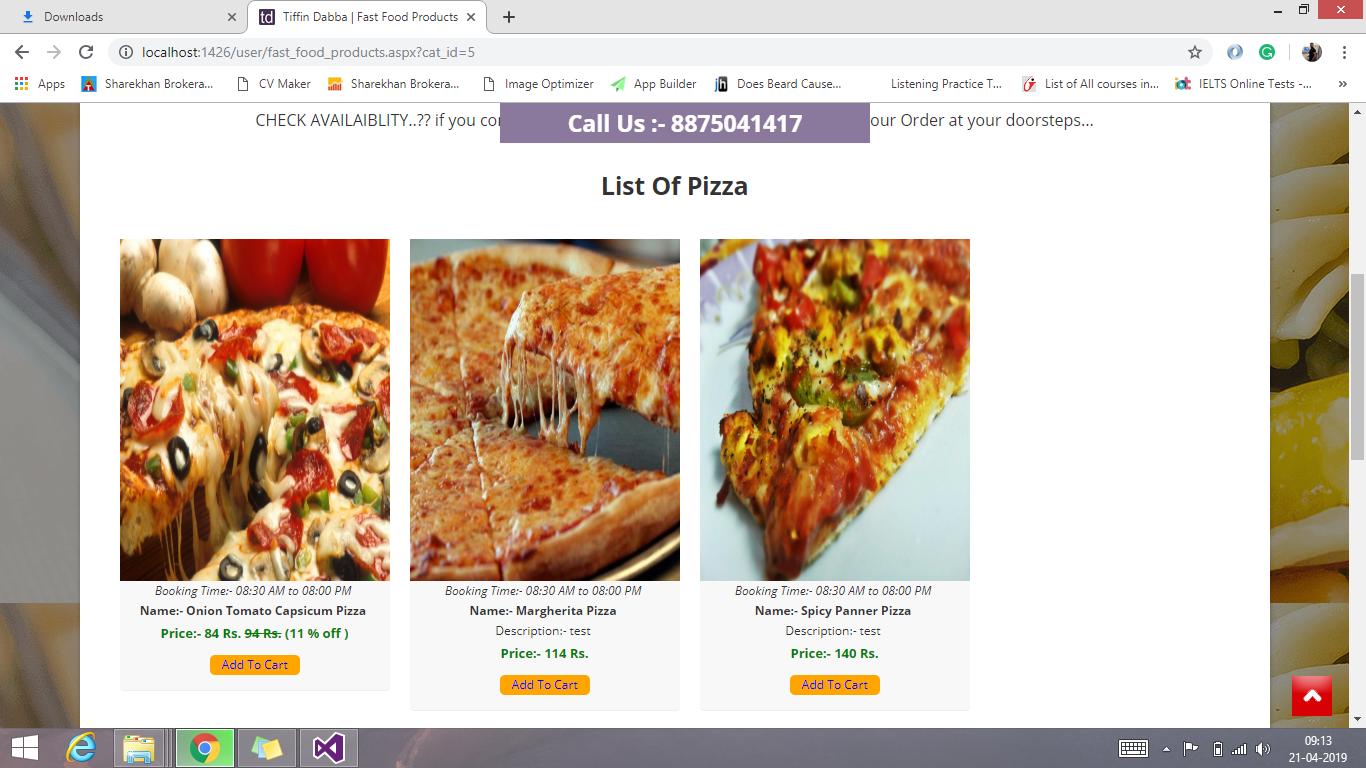 Downloads
Tiffin Dabba | Fast Food Products
localhost:1426/user/fast_food_products.aspx?cat_id=5
Apps
Sharekhan Brokera...
CV Maker
Sharekhan Brokera...
Image Optimizer
App Builder
Does Beard Cause...
Listening Practice T...
List of All courses in...
IELTS Online Tests -...
CHECK AVAILAIBLITY..?? if you
our Order at your doorsteps...
Call Us :- 8875041417
List Of Pizza
Booking Time:- 08:30 AM to 08:00 PM
Name:- Onion Tomato Capsicum Pizza
Price:- 84 Rs. 94 Rs. (11 % off )
Add To Cart
Booking Time:- 08:30 AM to 08:00 PM
Name:- Margherita Pizza
Description:- test
Price:- 114 Rs.
Add To Cart
Booking Time:- 08:30 AM to 08:00 PM
Name:- Spicy Panner Pizza
Description:- test
Price:- 140 Rs.
Add To Cart
09:13
21-04-2019